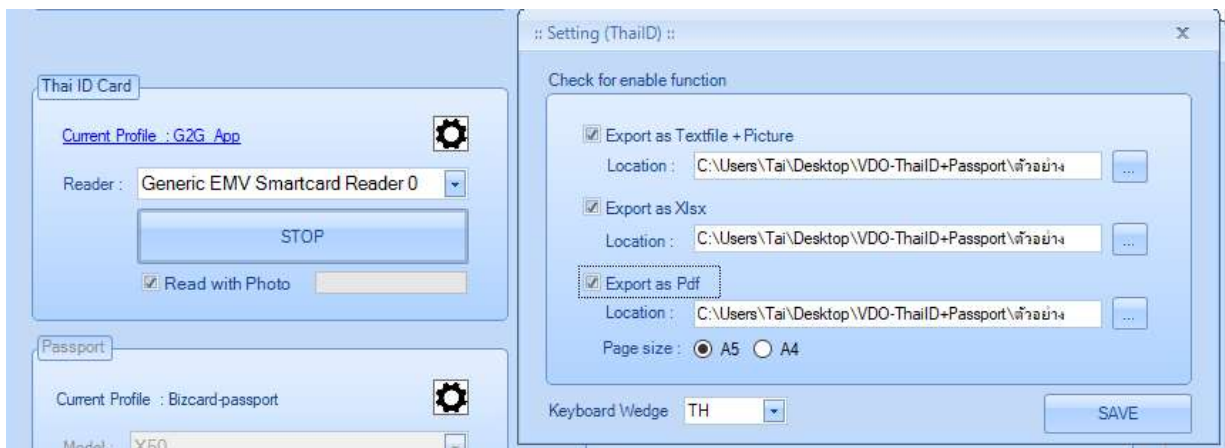 Thai ID Card
Current Profile : G2G_App
Reader : Generic EMV Smartcard Reader 0
STOP
Read with Photo
Passport
Current Profile : Bizcard-passport
Model : X50
:: Setting (ThaiID) ::
x
Check for enable function
Export as Textfile + Picture
Location : C:\Users\Tai\Desktop\VDO-ThaiID+Passport\ตัวอย่าง ...
Export as Xlsx
Location : C:\Users\Tai\Desktop\VDO-ThaiID+Passport\ตัวอย่าง ...
Export as Pdf
Location : C:\Users\Tai\Desktop\VDO-ThaiID+Passport\ตัวอย่าง ...
Page size : A5 A4
Keyboard Wedge TH SAVE